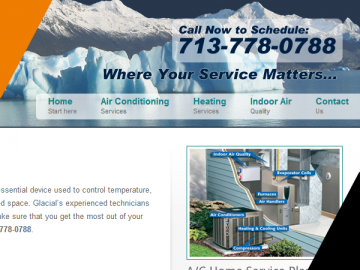 Call Now to Schedule:
713-778-0788
Where Your Service Matters...
Home Air Conditioning Heating Indoor Air Contact
Start here Services Services Quality Us
Indoor Air Quality
Evaporator Coils
Furnaces
Air Handlers
Air Conditioners
Heating & Cooling Units
Compressors
ssential device used to control temperature,
d space. Glacial's experienced technicians
ke sure that you get the most out of your
778-0788.
A/C Home Service Plan